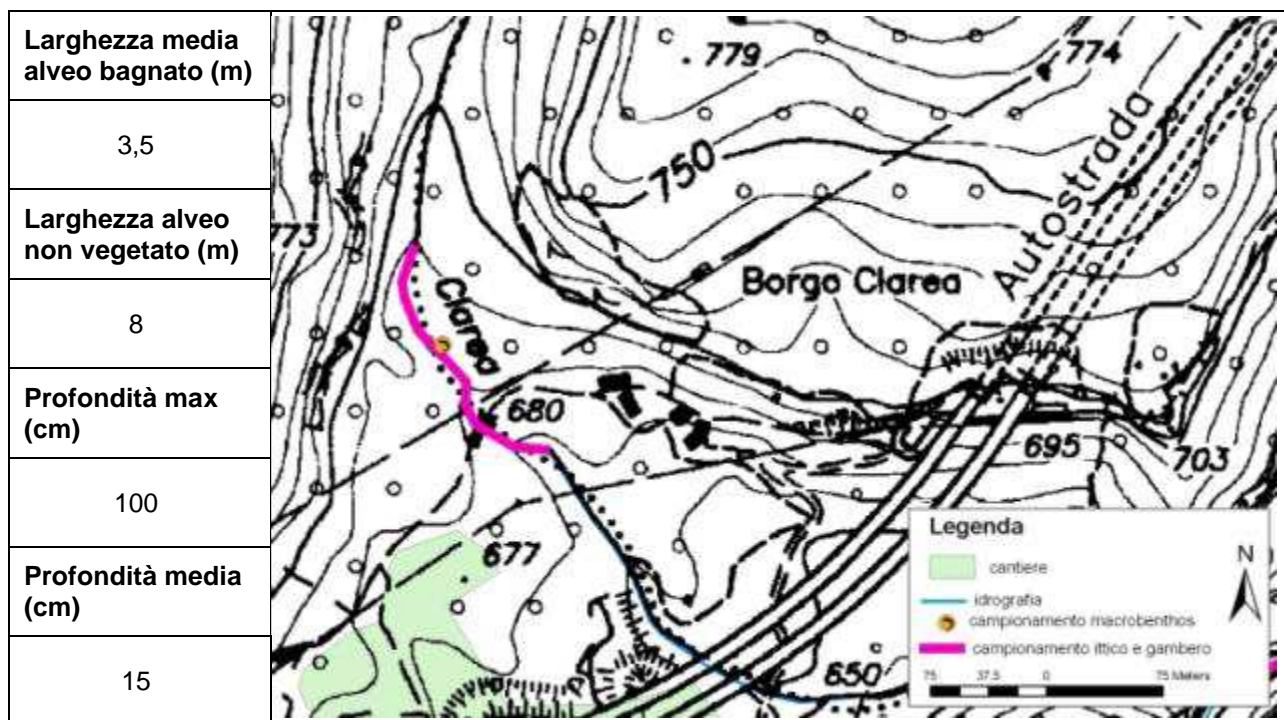 Larghezza media
alveo bagnato (m)
3,5
Larghezza alveo
non vegetato (m)
8
Profondità max
(cm)
100
Profondità media
(cm)
15
779
774
750
Autostrada
773
Borgo Clarea
Clarea
680
695
703
677
650
Legenda
cantiere
idrografia
campionamento macrobenthos
campionamento ittico e gambero
75 37.5 0 75 Meters
N